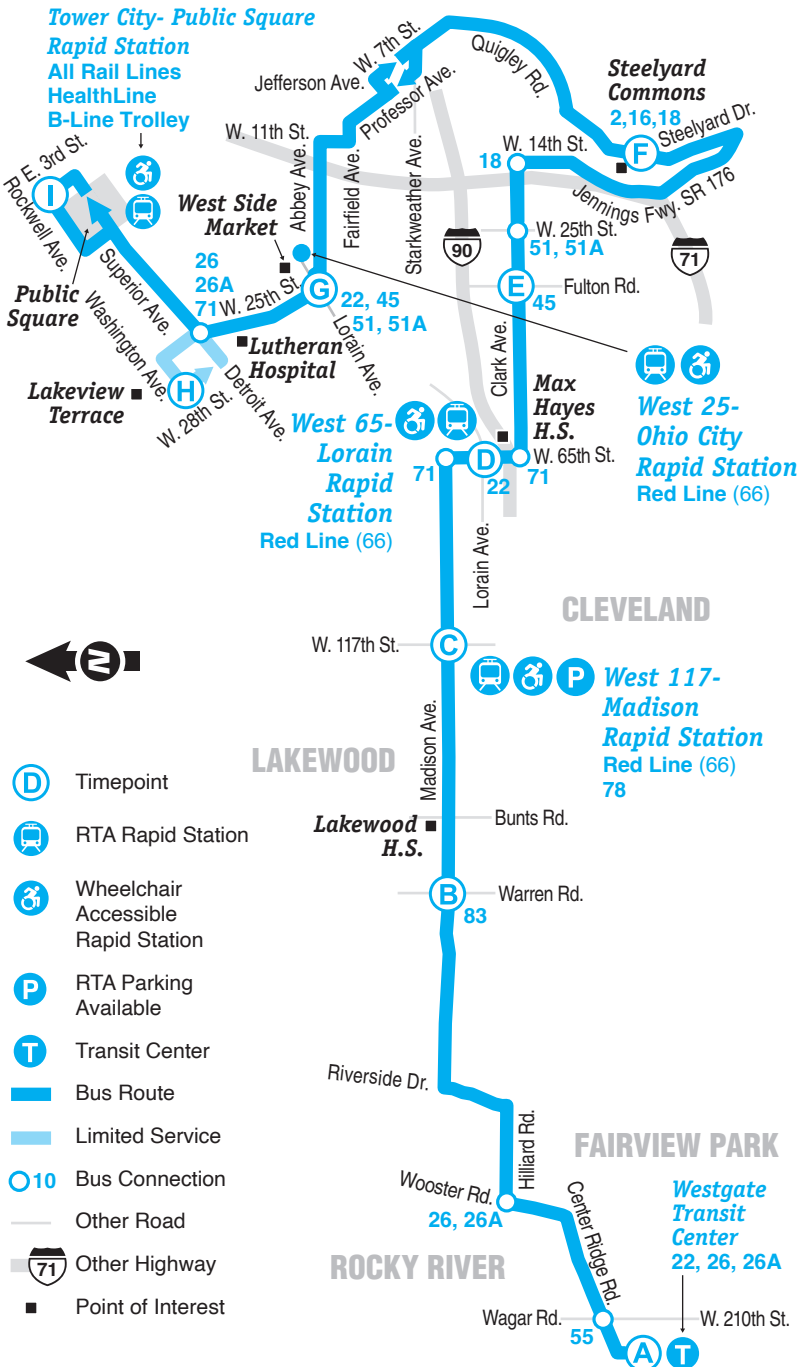 Tower City- Public Square
Rapid Station
All Rail Lines
HealthLine
B-Line Trolley
W. 7th St.
Quigley Rd.
Jefferson Ave.
Professor Ave.
Steelyard
Commons
2,16,18
F
Steelyard Dr.
W. 11th St.
W. 14th St.
18
E. 3rd St.
I
Rockwell Ave.
Abbey Ave.
Fairfield Ave.
Starkweather Ave.
Jennings Fwy. SR 176
West Side
Market
W. 25th St.
51, 51A
90
71
Public
Square
Superior Ave.
26
26A
71
W. 25th St.
G
22, 45
51, 51A
E
45
Fulton Rd.
Washington Ave.
Lutheran
Hospital
Lorain Ave.
Clark Ave.
H
Lakeview
Terrace
W. 28th St.
Detroit Ave.
Max
Hayes
H.S.
West 25-
Ohio City
Rapid Station
Red Line (66)
West 65-
Lorain
Rapid
Station
Red Line (66)
71
D
22
71
W. 65th St.
Lorain Ave.
CLEVELAND
W. 117th St.
C
N
P
West 117-
Madison
Rapid Station
Red Line (66)
78
Madison Ave.
LAKEWOOD
D Timepoint
RTA Rapid Station
Wheelchair
Accessible
Rapid Station
P RTA Parking
Available
T Transit Center
Bus Route
Limited Service
10 Bus Connection
Other Road
71 Other Highway
Point of Interest
Lakewood
H.S.
Bunts Rd.
B
Warren Rd.
83
Riverside Dr.
Hilliard Rd.
FAIRVIEW PARK
Wooster Rd.
26, 26A
Center Ridge Rd.
Westgate
Transit
Center
22, 26, 26A
ROCKY RIVER
Wagar Rd.
55
W. 210th St.
A
T